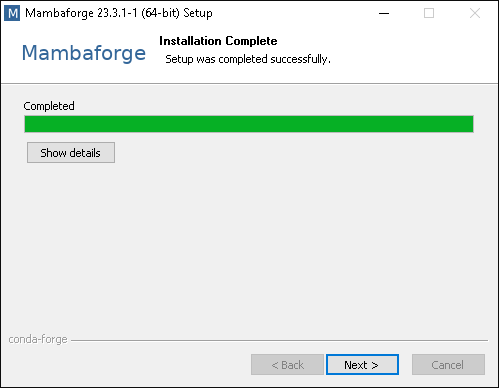 M Mambaforge 23.3.1-1 (64-bit) Setup
Mambaforge
Installation Complete
Setup was completed successfully.
Completed
Show details
conda-forge
< Back
Next >
Cancel